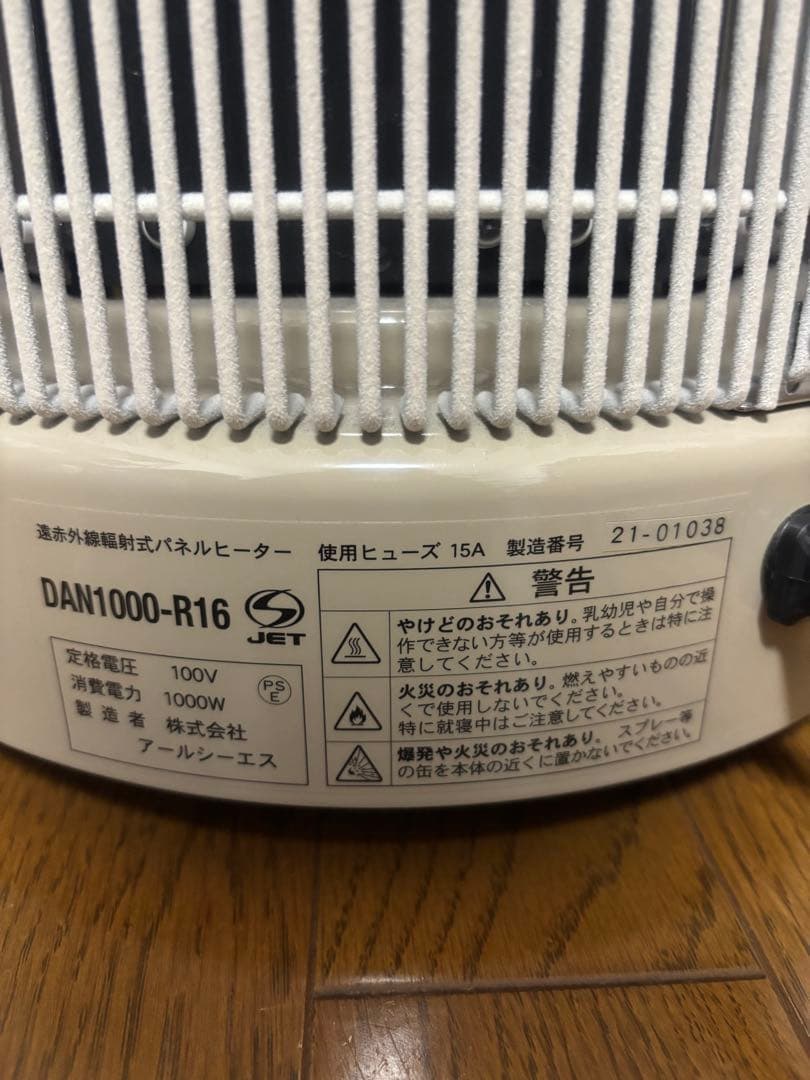 遠赤外線輻射式パネルヒーター 使用ヒューズ 15A 製造番号 21-01038
DAN1000-R16
JET
定格電圧 100V
消費電力 1000W
製造者 株式会社
アールシーエス
PS
E
警告
やけどのおそれあり。乳幼児や自分で操
作できない方等が使用するときは特に注
意してください。
火災のおそれあり。燃えやすいものの近
くで使用しないでください。
特に就寝中はご注意してください。
爆発や火災のおそれあり。スプレー等
の缶を本体の近くに置かないでください。